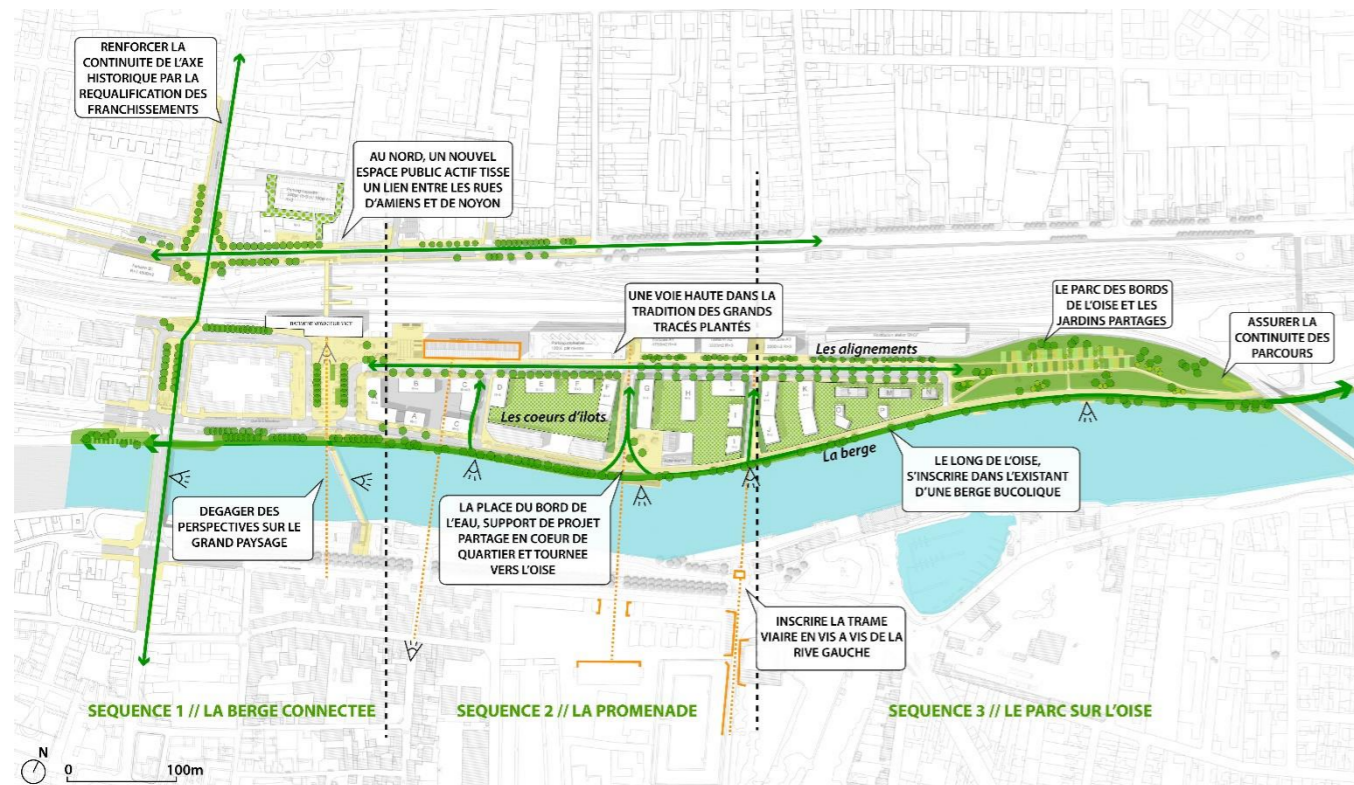 RENFORCER LA
CONTINUITE DE L'AXE
HISTORIQUE PAR LA
REQUALIFICATION DES
FRANCHISSEMENTS
AU NORD, UN NOUVEL
ESPACE PUBLIC ACTIF TISSE
UN LIEN ENTRE LES RUES
D'AMIENS ET DE NOYON
UNE VOIE HAUTE DANS LA
TRADITION DES GRANDS
TRACÉS PLANTÉS
LE PARC DES BORDS
DE L'OISE ET LES
JARDINS PARTAGES
ASSURER LA
CONTINUITE DES
PARCOURS
Les alignements
B
C
A
C
D
E
F
F
G
H
I
J
K
L
M
N
Les coeurs d'ilots
La berge
DEGAGER DES
PERSPECTIVES SUR LE
GRAND PAYSAGE
LA PLACE DU BORD DE
L'EAU, SUPPORT DE PROJET
PARTAGE EN COEUR DE
QUARTIER ET TOURNEE
VERS L'OISE
LE LONG DE L'OISE,
S'INSCRIRE DANS L'EXISTANT
D'UNE BERGE BUCOLIQUE
INSCRIRE LA TRAME
VIAIRE EN VIS A VIS DE LA
RIVE GAUCHE
SEQUENCE 1 // LA BERGE CONNECTEE
SEQUENCE 2 // LA PROMENADE
SEQUENCE 3 // LE PARC SUR L'OISE
N
0
100m